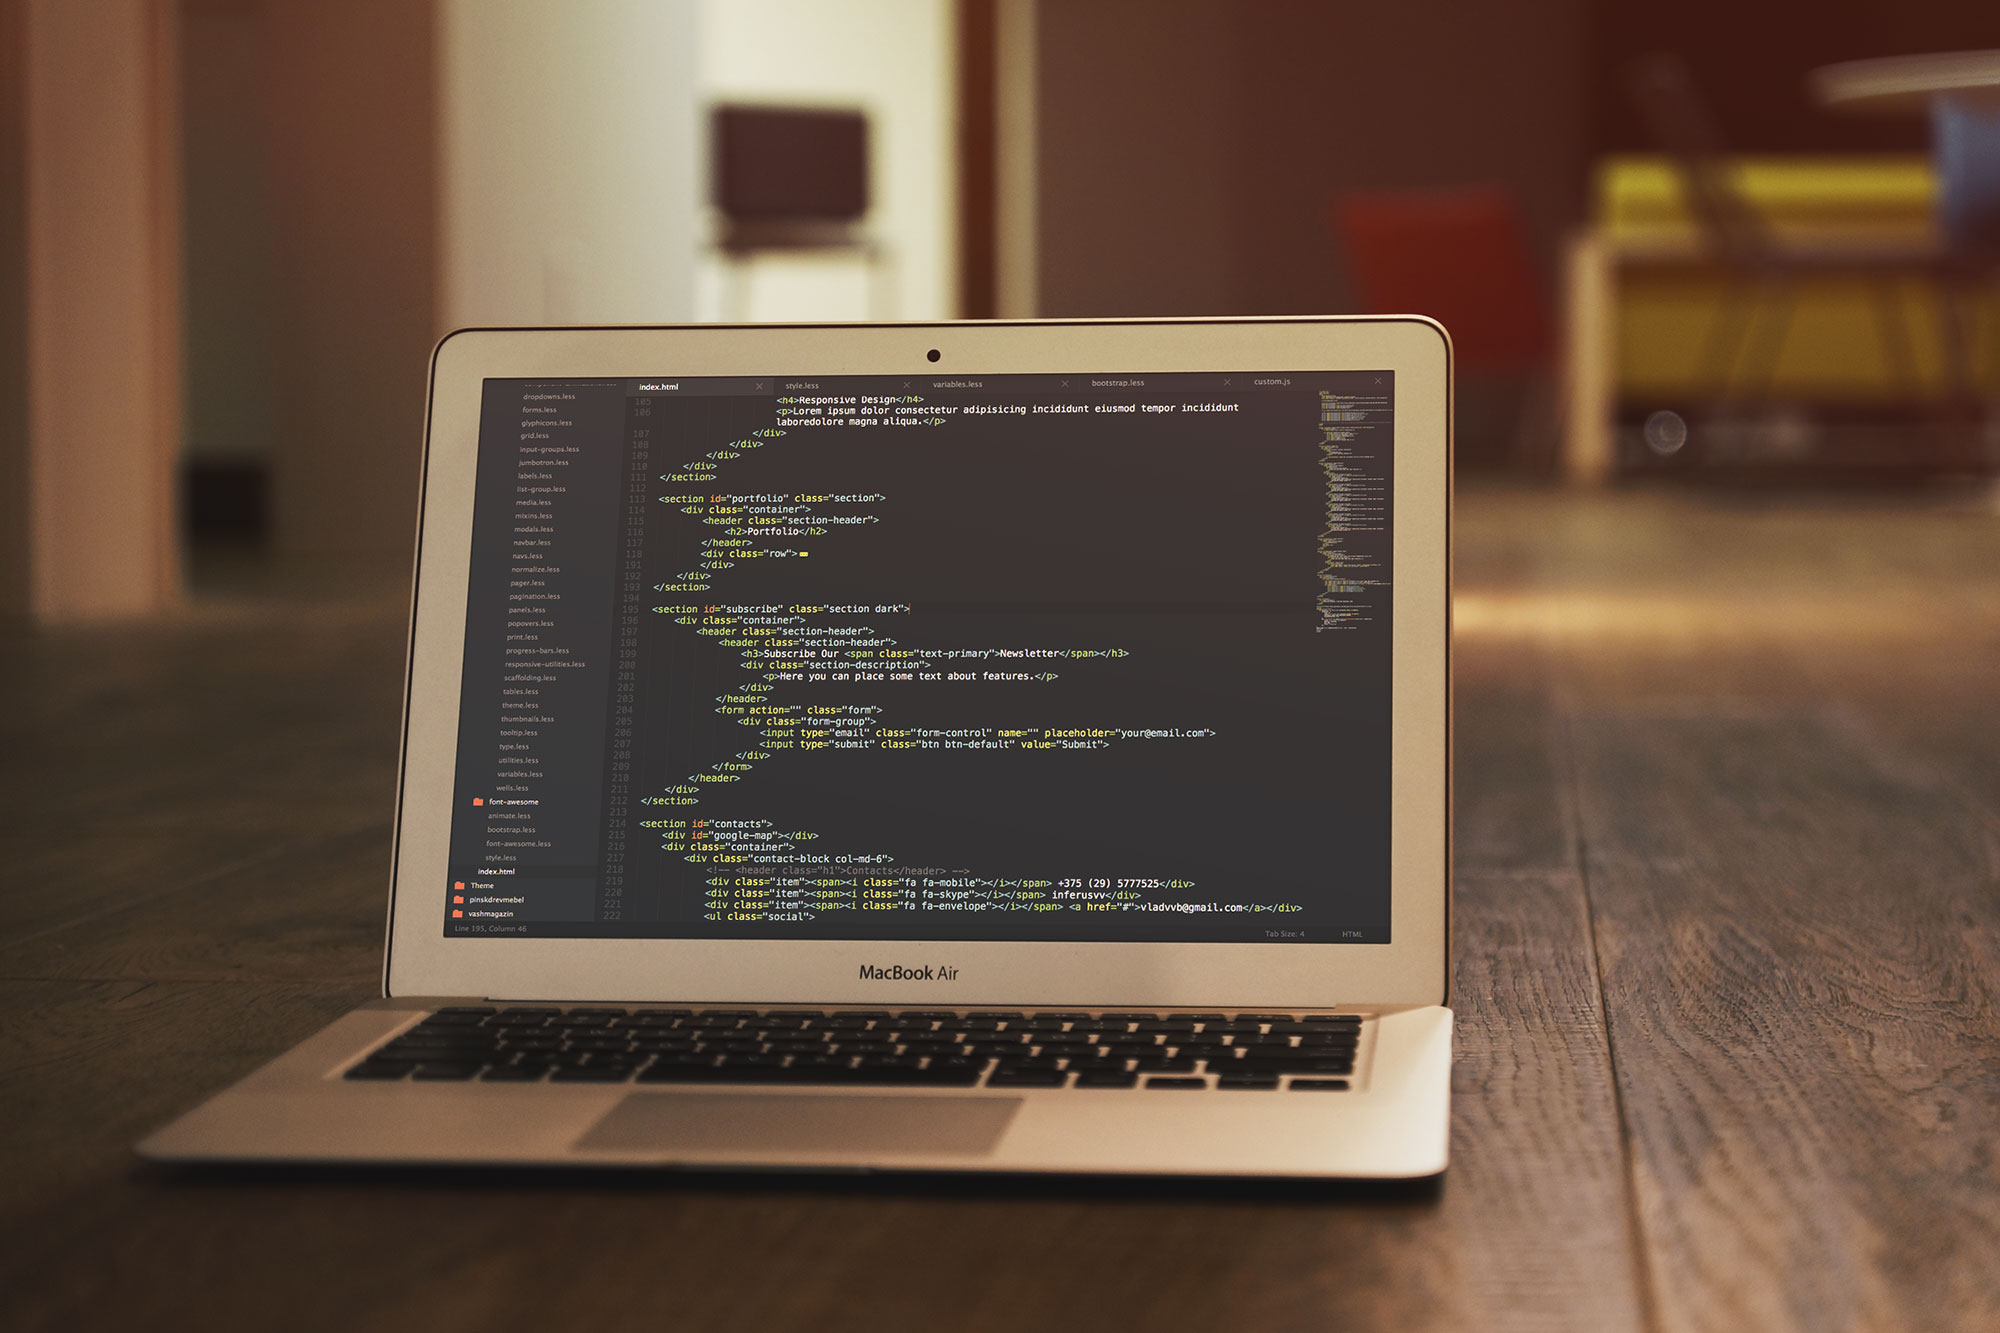 index.html
style.less
variables.less
bootstrap.less
custom.js
dropdowns.less
forms.less
glyphicons.less
grid.less
input-groups.less
jumbotron.less
labels.less
list-group.less
media.less
mixins.less
modals.less
navbar.less
navs.less
normalize.less
pager.less
pagination.less
panels.less
popovers.less
print.less
progress-bars.less
responsive-utilities.less
scaffolding.less
tables.less
theme.less
thumbnails.less
tooltip.less
type.less
utilities.less
variables.less
wells.less
font-awesome
animate.less
bootstrap.less
font-awesome.less
style.less
index.html
Theme
pinskdrevmebel
vashmagazin
105 <h4>Responsive Design</h4>
106 <p>Lorem ipsum dolor consectetur adipisicing incididunt eiusmod tempor incididunt
laboredolore magna aliqua.</p>
107 </div>
108 </div>
109 </div>
110 </div>
111 </section>
112
113 <section id="portfolio" class="section">
114 <div class="container">
115 <header class="section-header">
116 <h2>Portfolio</h2>
117 </header>
118 <div class="row">
191 </div>
192 </div>
193 </section>
194
195 <section id="subscribe" class="section dark">
196 <div class="container">
197 <header class="section-header">
198 <header class="section-header">
199 <h3>Subscribe Our <span class="text-primary">Newsletter</span></h3>
200 <div class="section-description">
201 <p>Here you can place some text about features.</p>
202 </div>
203 </header>
204 <form action="" class="form">
205 <div class="form-group">
206 <input type="email" class="form-control" name="" placeholder="your@email.com">
207 <input type="submit" class="btn btn-default" value="Submit">
208 </div>
209 </form>
210 </header>
211 </div>
212 </section>
213
214 <section id="contacts">
215 <div id="google-map"></div>
216 <div class="container">
217 <div class="contact-block col-md-6">
218 <!-- <header class="h1">Contacts</header> -->
219 <div class="item"><span><i class="fa fa-mobile"></i></span> +375 (29) 5777525</div>
220 <div class="item"><span><i class="fa fa-skype"></i></span> inferusvv</div>
221 <div class="item"><span><i class="fa fa-envelope"></i></span> <a href="#">vladvvb@gmail.com</a></div>
222 <ul class="social">
Line 195, Column 46
Tab Size: 4
HTML
MacBook Air